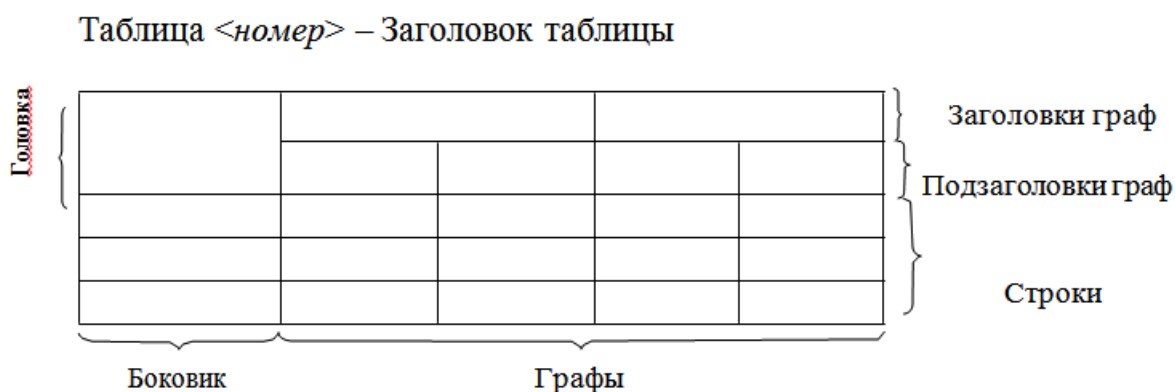 Таблица <номер> – Заголовок таблицы
Головка
Заголовки граф
Подзаголовки граф
Строки
Боковик
Графы